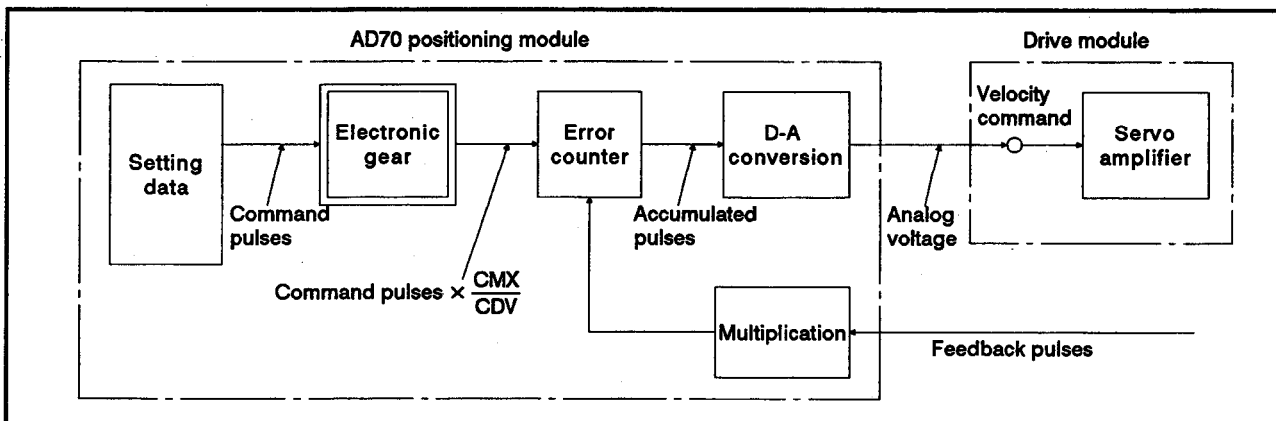 AD70 positioning module
Drive module
Setting
data
Electronic
gear
Error
counter
D-A
conversion
Velocity
command
Servo
amplifier
Command
pulses
Accumulated
pulses
Analog
voltage
Command pulses × CMX
CDV
Multiplication
Feedback pulses